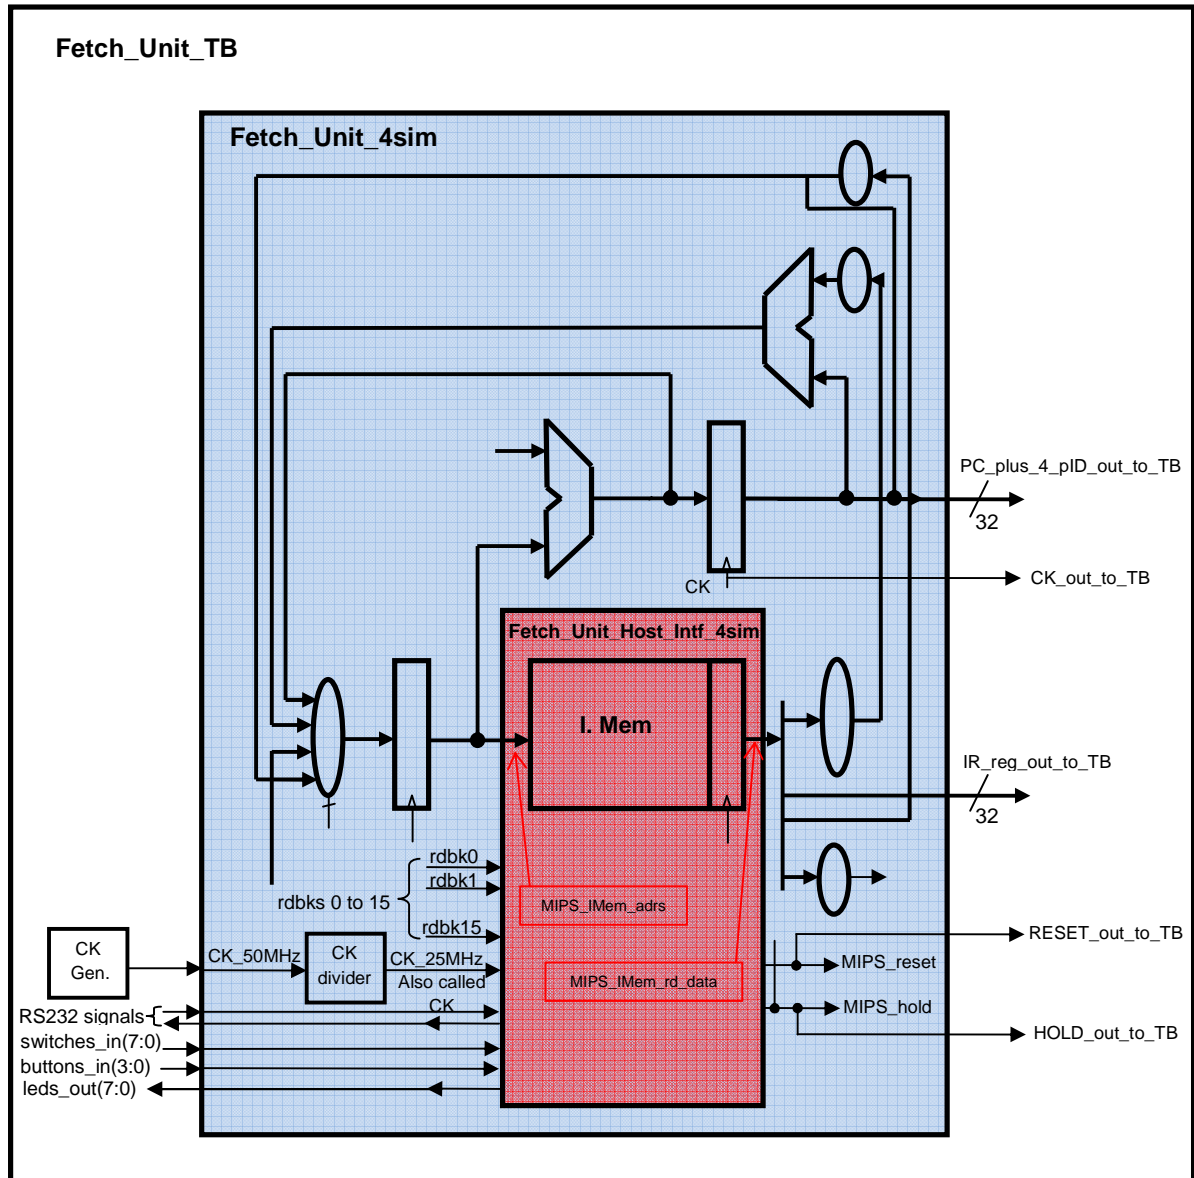 Fetch_Unit_TB
Fetch_Unit_4sim
PC_plus_4_pID_out_to_TB
32
CK
CK_out_to_TB
Fetch_Unit_Host_Intf_4sim
I. Mem
IR_reg_out_to_TB
32
rdbk0
rdbk1
rdbks 0 to 15
rdbk15
MIPS_IMem_adrs
CK
Gen.
CK_50MHz
CK
divider
CK_25MHz
Also called
CK
MIPS_IMem_rd_data
RESET_out_to_TB
MIPS_reset
MIPS_hold
HOLD_out_to_TB
RS232 signals
switches_in(7:0)
buttons_in(3:0)
leds_out(7:0)